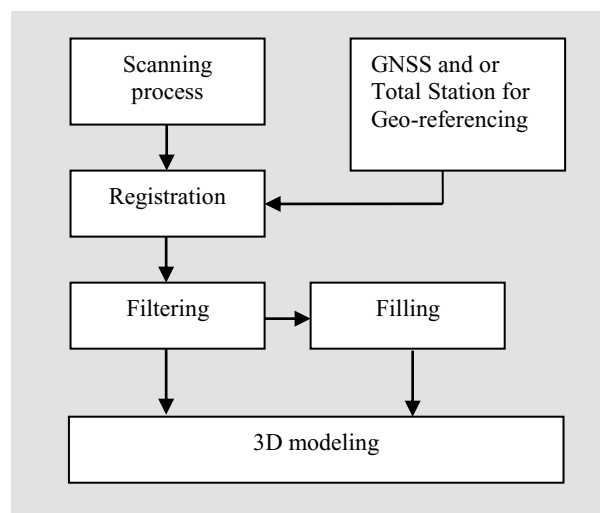 Scanning
process
GNSS and or
Total Station for
Geo-referencing
Registration
Filtering
Filling
3D modeling